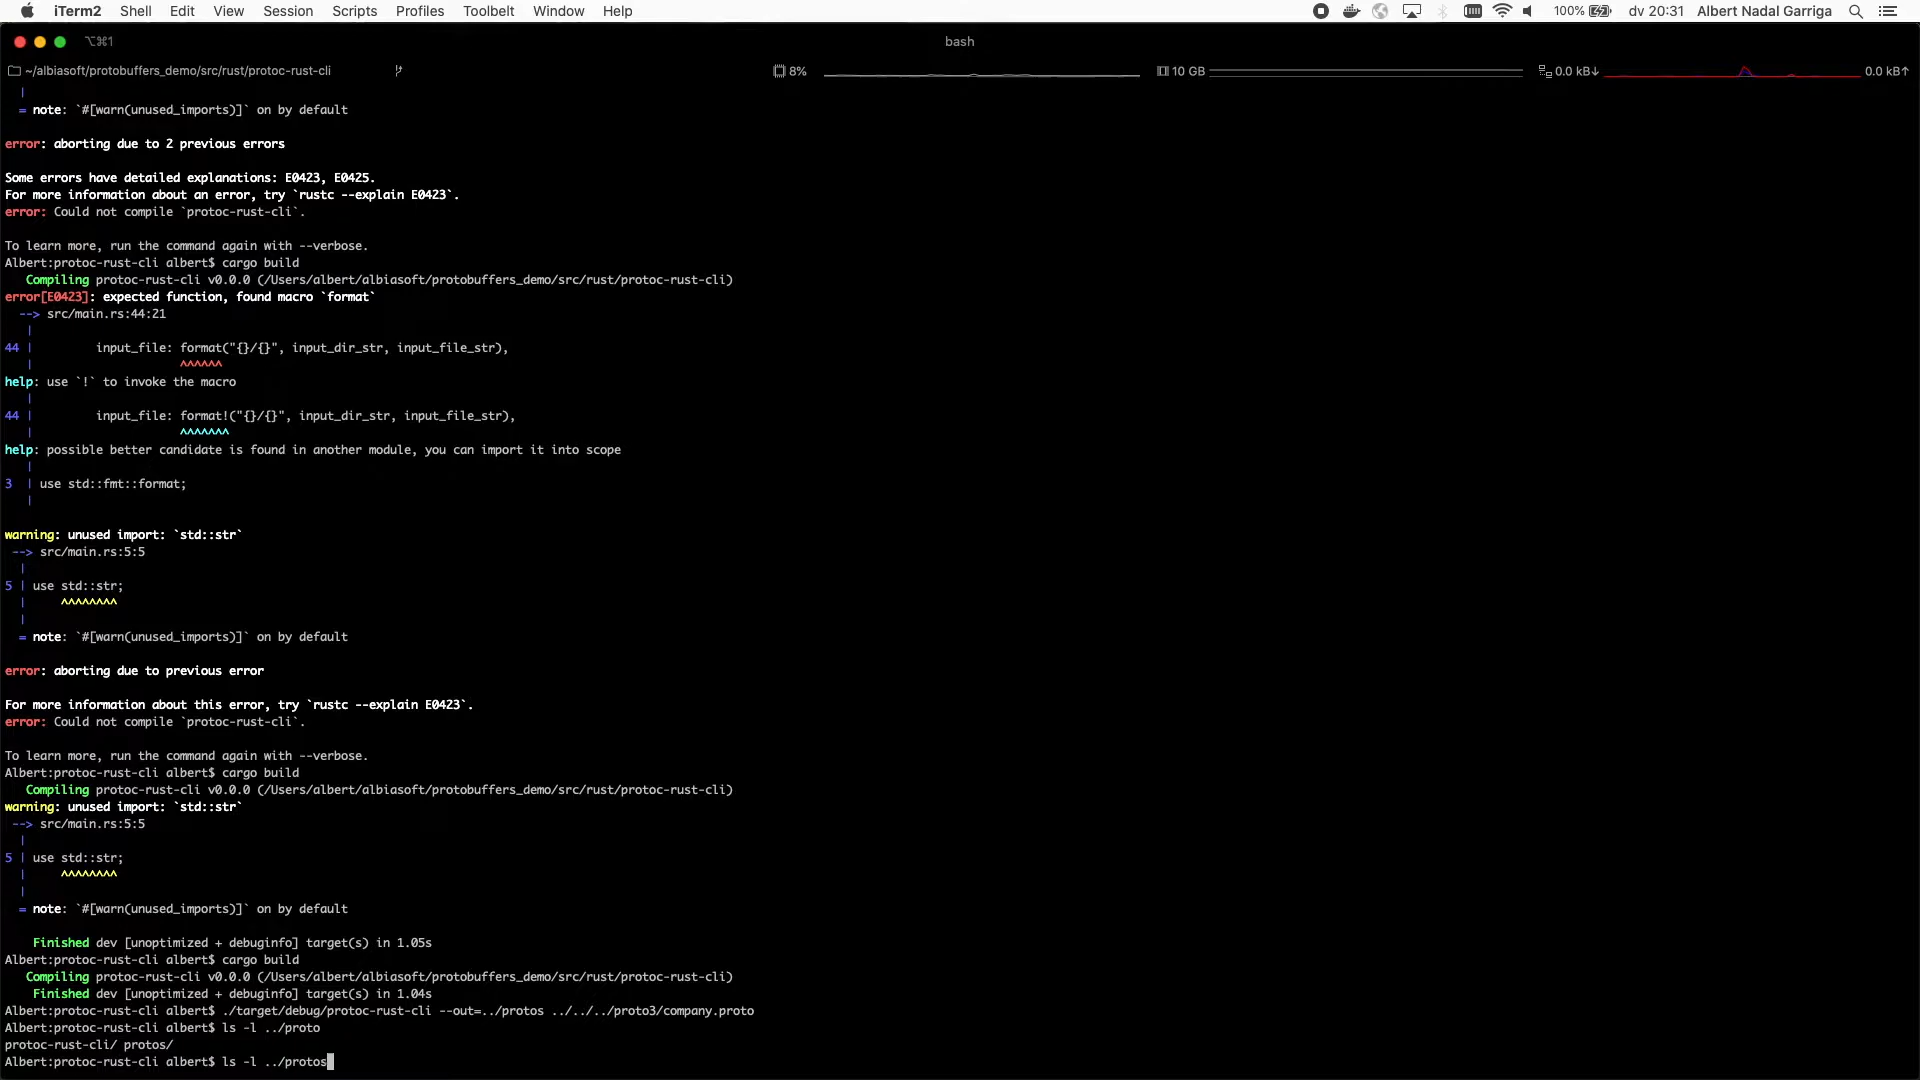 iTerm2 Shell Edit View Session Scripts Profiles Toolbelt Window Help 100% dv 20:31 Albert Nadal Garriga
⌥⌘1 bash
~/albiasoft/protobuffers_demo/src/rust/protoc-rust-cli 8% 10 GB 0.0 kB↓ 0.0 kB↑
|
= note: `#[warn(unused_imports)]` on by default
error: aborting due to 2 previous errors
Some errors have detailed explanations: E0423, E0425.
For more information about an error, try `rustc --explain E0423`.
error: Could not compile `protoc-rust-cli`.
To learn more, run the command again with --verbose.
Albert:protoc-rust-cli albert$ cargo build
Compiling protoc-rust-cli v0.0.0 (/Users/albert/albiasoft/protobuffers_demo/src/rust/protoc-rust-cli)
error[E0423]: expected function, found macro `format`
--> src/main.rs:44:21
|
44 | input_file: format("{}/{}", input_dir_str, input_file_str),
| ^^^^^^
help: use `!` to invoke the macro
|
44 | input_file: format!("{}/{}", input_dir_str, input_file_str),
| ^^^^^^^
help: possible better candidate is found in another module, you can import it into scope
|
3 | use std::fmt::format;
|
warning: unused import: `std::str`
--> src/main.rs:5:5
|
5 | use std::str;
| ^^^^^^^^
|
= note: `#[warn(unused_imports)]` on by default
error: aborting due to previous error
For more information about this error, try `rustc --explain E0423`.
error: Could not compile `protoc-rust-cli`.
To learn more, run the command again with --verbose.
Albert:protoc-rust-cli albert$ cargo build
Compiling protoc-rust-cli v0.0.0 (/Users/albert/albiasoft/protobuffers_demo/src/rust/protoc-rust-cli)
warning: unused import: `std::str`
--> src/main.rs:5:5
|
5 | use std::str;
| ^^^^^^^^
|
= note: `#[warn(unused_imports)]` on by default
Finished dev [unoptimized + debuginfo] target(s) in 1.05s
Albert:protoc-rust-cli albert$ cargo build
Compiling protoc-rust-cli v0.0.0 (/Users/albert/albiasoft/protobuffers_demo/src/rust/protoc-rust-cli)
Finished dev [unoptimized + debuginfo] target(s) in 1.04s
Albert:protoc-rust-cli albert$ ./target/debug/protoc-rust-cli --out=../protos ../../../proto3/company.proto
Albert:protoc-rust-cli albert$ ls -l ../proto
protoc-rust-cli/ protos/
Albert:protoc-rust-cli albert$ ls -l ../protos